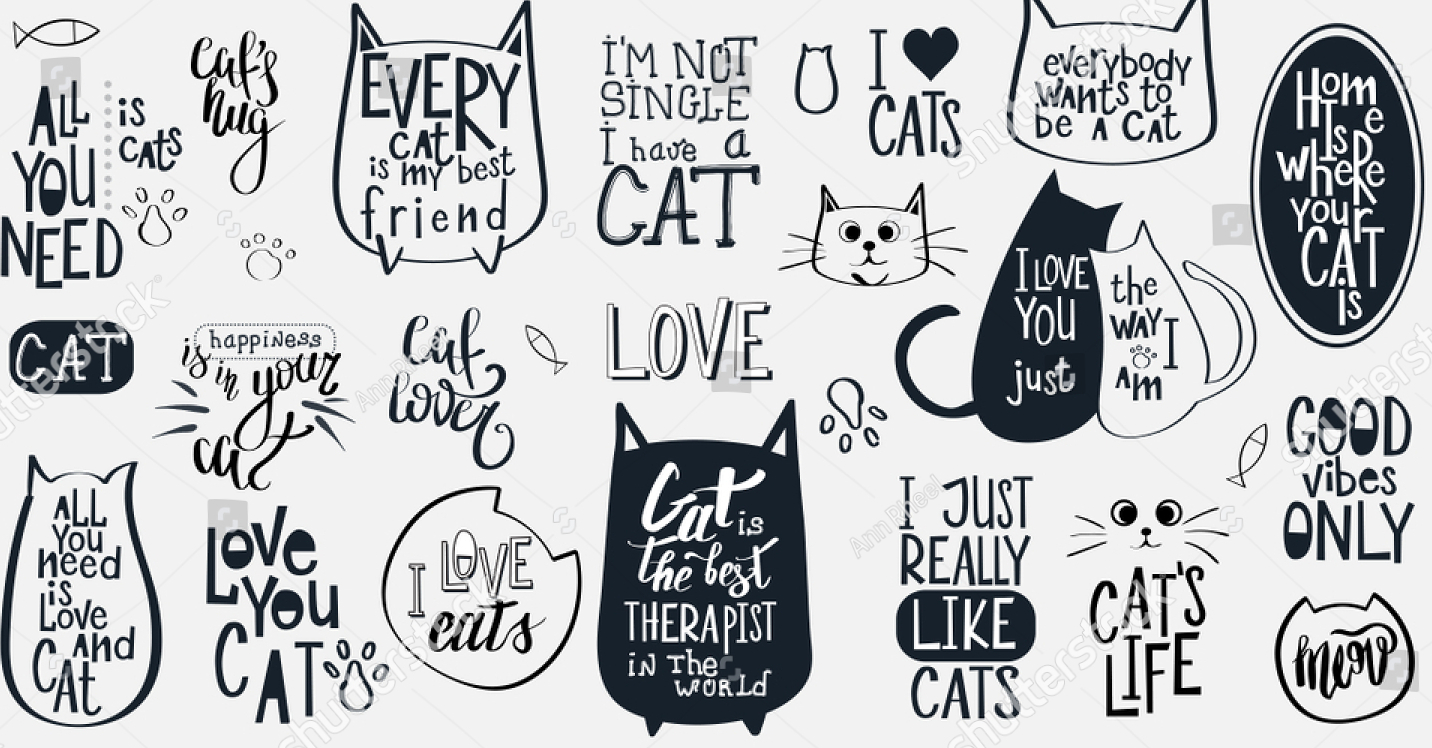 ALL
YOU
NEED
is
cats
Cat's
hug
EVERY
cat
is my best
friend
I'M NOT
SINGLE
I have a
CAT
I ♥
CATS
everybody
wants to
be a cat
Home
Is
where
your
CAT
is
I LOVE
YOU
just
the
way I
am
CAT
happiness
is in your
cat
Cat
lover
LOVE
GOOD
vibes
ONLY
ALL
You
need
is
Love
and
Cat
Love
You
CAT
I LOVE
cats
Cat is
the best
THERAPIST
in the
world
I JUST
REALLY
LIKE
CATS
CAT'S
LIFE
meow
shutterstock
Ann Precl